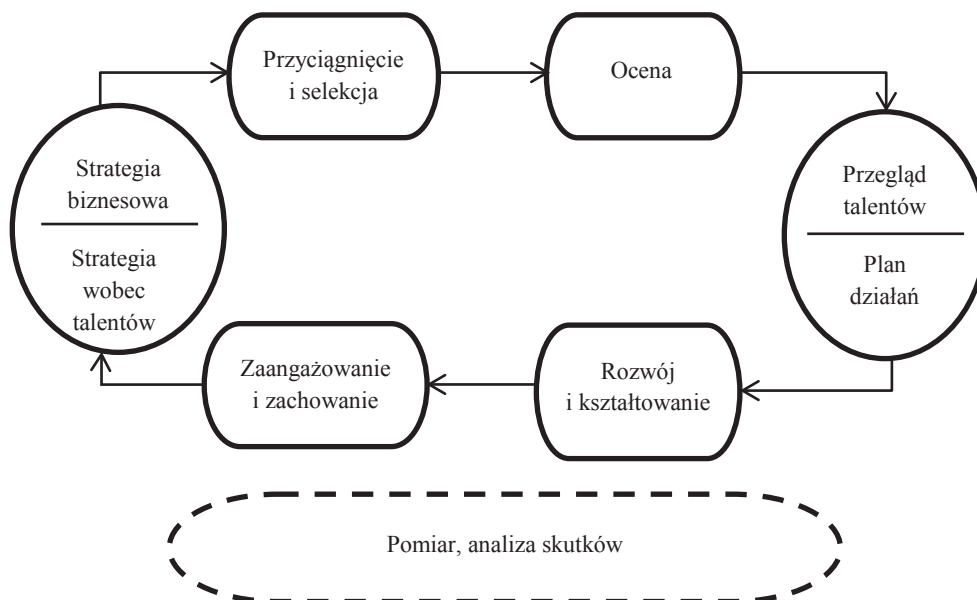 Przyciągnięcie
i selekcja
Ocena
Strategia
biznesowa
Strategia
wobec
talentów
Przegląd
talentów
Plan
działań
Zaangażowanie
i zachowanie
Rozwój
i kształtowanie
Pomiar, analiza skutków